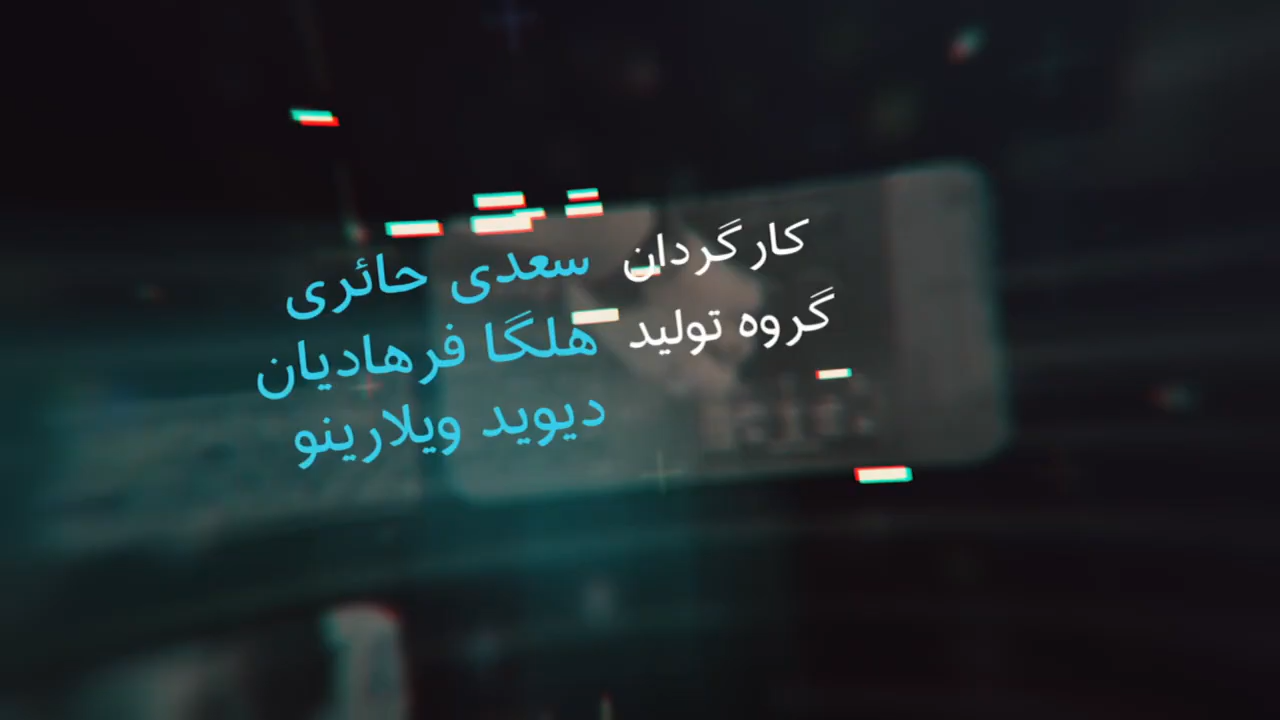 کارگردان سعدی حائری
گروه تولید هلگا فرهادیان
دیوید ویلارینو